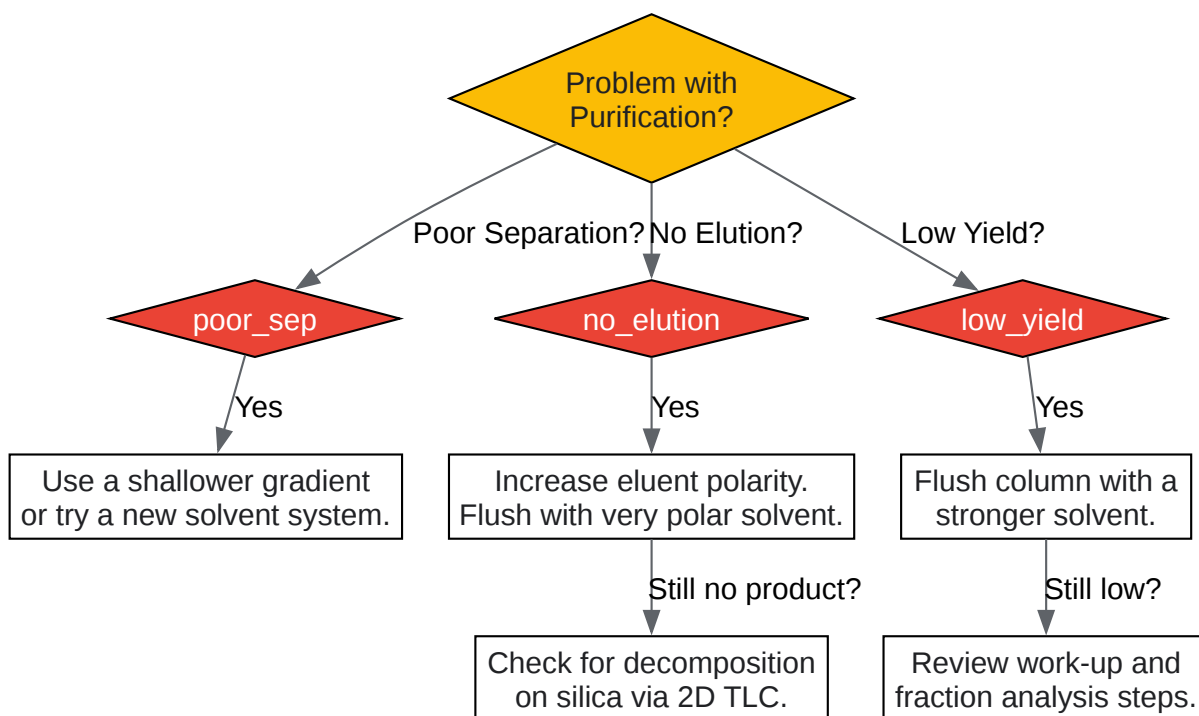 Problem with
Purification?
Poor Separation?
No Elution?
Low Yield?
poor_sep
no_elution
low_yield
Yes
Yes
Yes
Use a shallower gradient
or try a new solvent system.
Increase eluent polarity.
Flush with very polar solvent.
Flush column with a
stronger solvent.
Still no product?
Still low?
Check for decomposition
on silica via 2D TLC.
Review work-up and
fraction analysis steps.